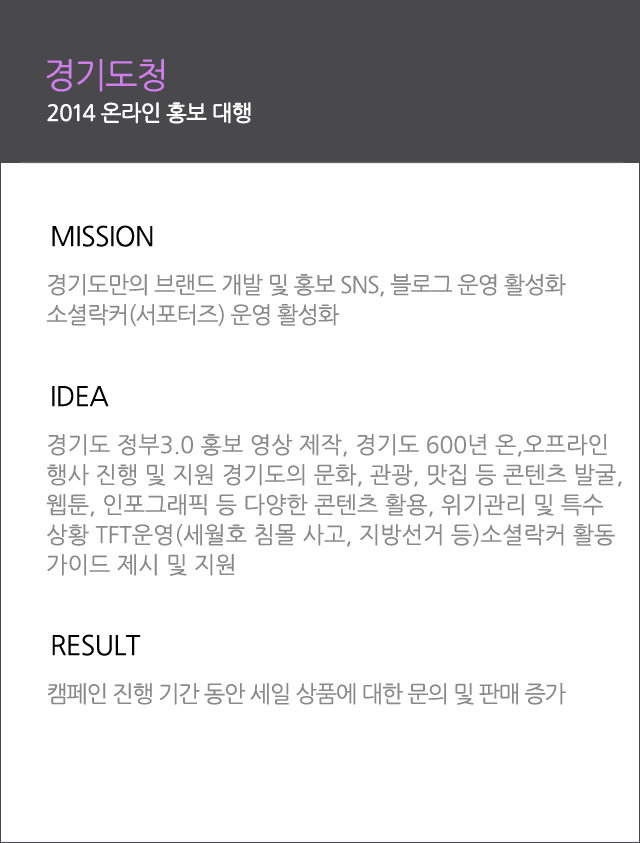 경기도청
2014 온라인 홍보 대행
MISSION
경기도만의 브랜드 개발 및 홍보 SNS, 블로그 운영 활성화
소셜락커(서포터즈) 운영 활성화
IDEA
경기도 정부3.0 홍보 영상 제작, 경기도 600년 온,오프라인
행사 진행 및 지원 경기도의 문화, 관광, 맛집 등 콘텐츠 발굴,
웹툰, 인포그래픽 등 다양한 콘텐츠 활용, 위기관리 및 특수
상황 TFT운영(세월호 침몰 사고, 지방선거 등)소셜락커 활동
가이드 제시 및 지원
RESULT
캠페인 진행 기간 동안 세일 상품에 대한 문의 및 판매 증가